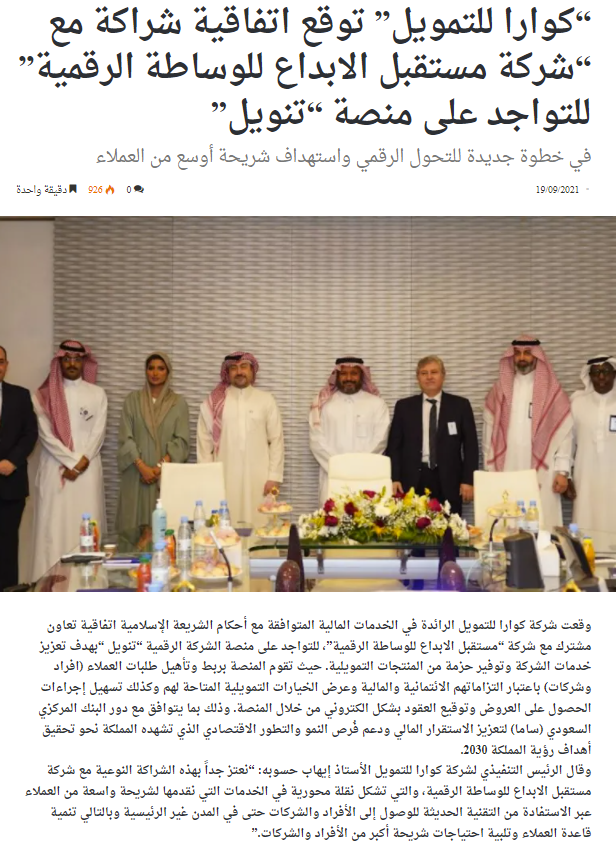 “كوارا للتمويل” توقع اتفاقية شراكة مع
“شركة مستقبل الابداع للوساطة الرقمية”
للتواجد على منصة “تنويل”
في خطوة جديدة للتحول الرقمي واستهداف شريحة أوسع من العملاء
19/09/2021 0 926 دقيقة واحدة
وقعت شركة كوارا للتمويل الرائدة في الخدمات المالية المتوافقة مع أحكام الشريعة الإسلامية اتفاقية تعاون
مشترك مع شركة “مستقبل الابداع للوساطة الرقمية”، للتواجد على منصة الشركة الرقمية “تنويل “بهدف تعزيز
خدمات الشركة وتوفير حزمة من المنتجات التمويلية. حيث تقوم المنصة بربط وتأهيل طلبات العملاء (افراد
وشركات) باعتبار التزاماتهم الائتمانية والمالية وعرض الخيارات التمويلية المتاحة لهم وكذلك تسهيل إجراءات
الحصول على العروض وتوقيع العقود بشكل الكتروني من خلال المنصة. وذلك بما يتوافق مع دور البنك المركزي
السعودي (ساما) لتعزيز الاستقرار المالي ودعم فُرص النمو والتطور الاقتصادي الذي تشهده المملكة نحو تحقيق
أهداف رؤية المملكة 2030.
وقال الرئيس التنفيذي لشركة كوارا للتمويل الأستاذ إيهاب حسوبه: “نعتز جداً بهذه الشراكة النوعية مع شركة
مستقبل الابداع للوساطة الرقمية، والتي تشكل نقلة محورية في الخدمات التي نقدمها لشريحة واسعة من العملاء
عبر الاستفادة من التقنية الحديثة للوصول إلى الأفراد والشركات حتى في المدن غير الرئيسية وبالتالي تنمية
قاعدة العملاء وتلبية احتياجات شريحة أكبر من الأفراد والشركات.”